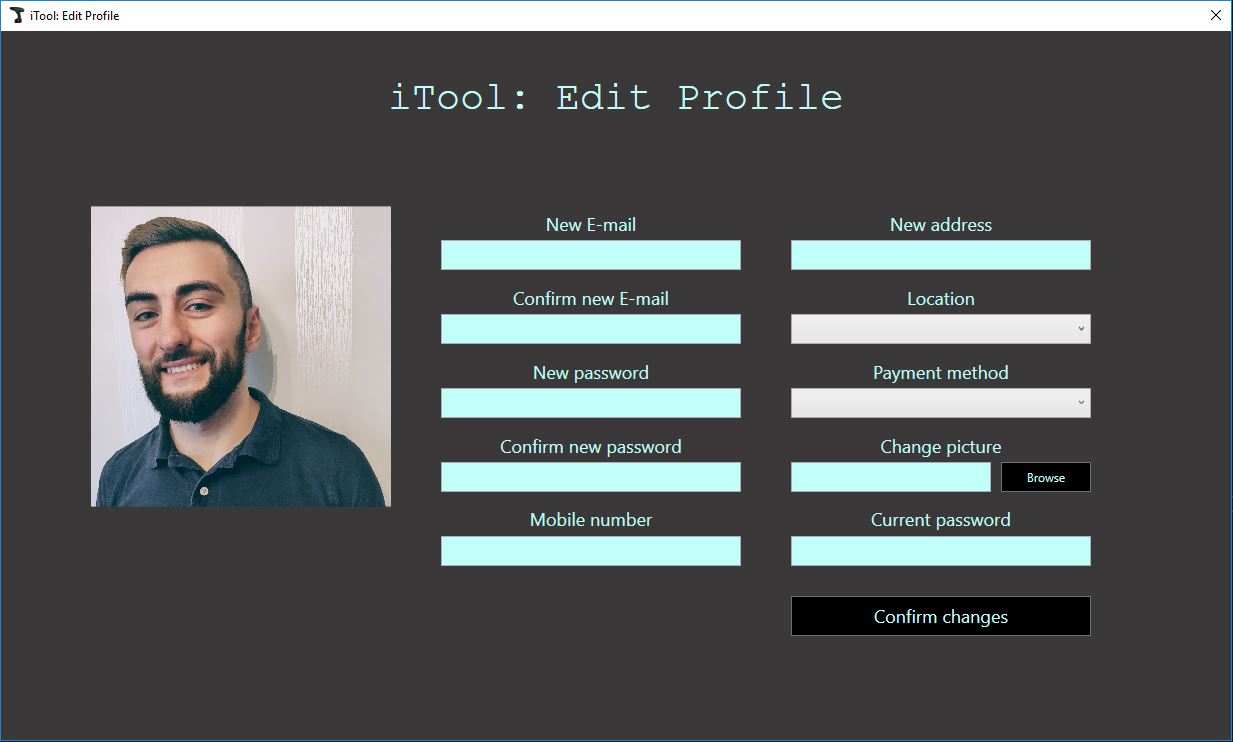 iTool: Edit Profile
iTool: Edit Profile
New E-mail
Confirm new E-mail
New password
Confirm new password
Mobile number
New address
Location
Payment method
Change picture
Browse
Current password
Confirm changes